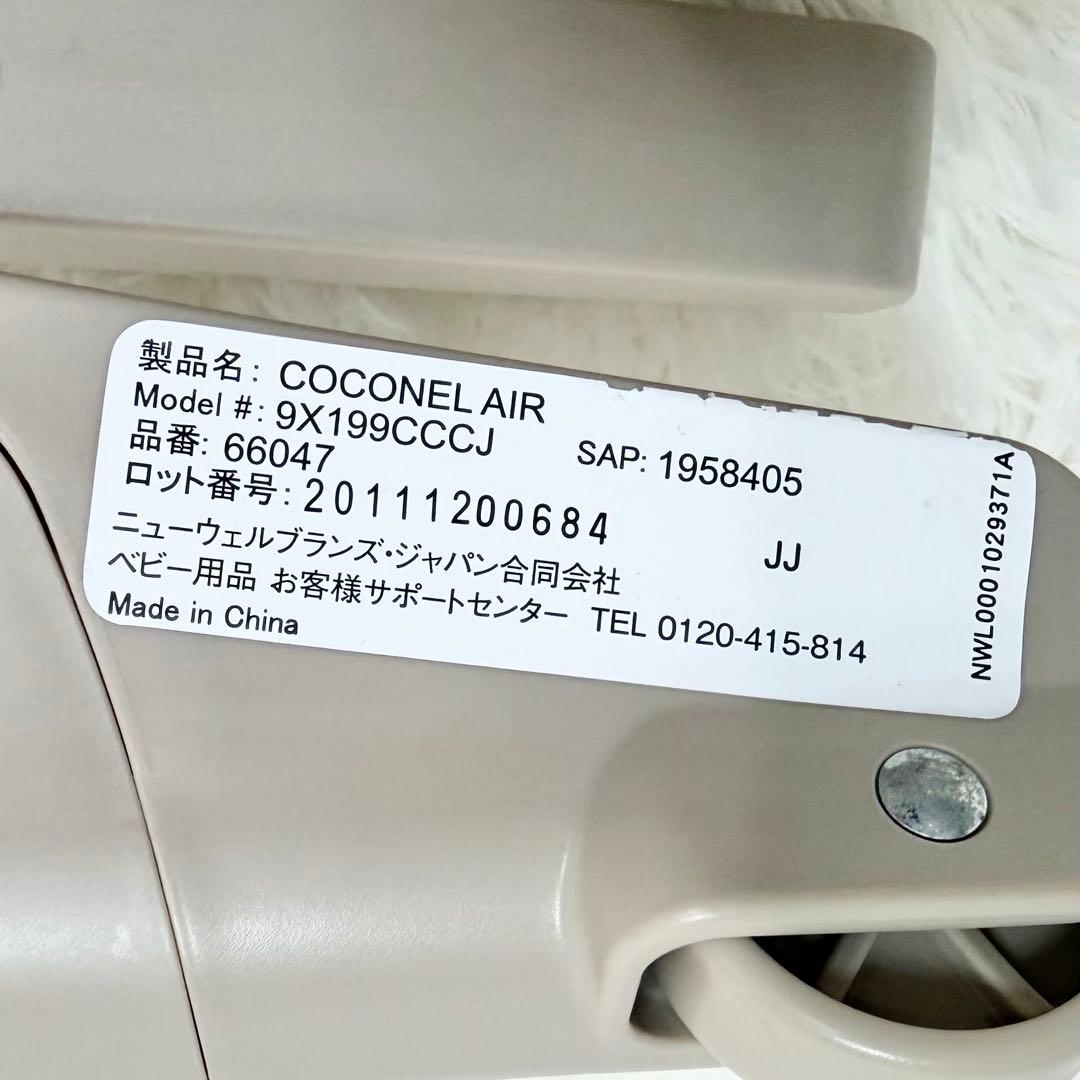 製品名: COCONEL AIR
Model #: 9X199CCCJ
SAP: 1958405
品番: 66047
ロット番号: 20111200684
JJ
ニューウェルブランズ・ジャパン合同会社
ベビー用品 お客様サポートセンター TEL 0120-415-814
Made in China
NWL0001029371A